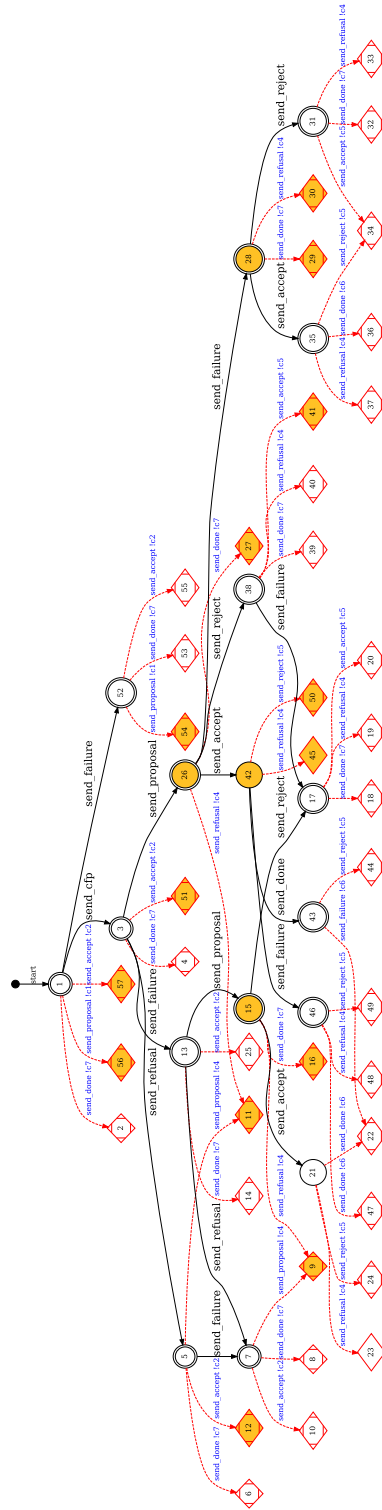 start
1
send_failure
send_cfp
send_accept !c2
send_proposal !c1
send_done !c7
52
3
57
56
2
send_accept !c2
send_done !c7
send_proposal !c1
55
53
54
send_proposal
send_accept !c2
send_done !c7
send_failure
send_refusal
26
51
4
13
5
send_done !c7
send_failure
send_reject
send_accept
send_refusal !c4
27
28
38
42
11
send_proposal
send_accept !c2
send_refusal
15
25
14
7
send_proposal !c4
send_failure
send_accept !c2
send_done !c7
12
6
send_reject
send_refusal !c4
send_done !c7
send_accept
31
30
29
35
send_accept !c5
send_refusal !c4
send_done !c7
send_failure
41
40
39
17
send_reject !c5
send_refusal !c4
send_done
send_failure
50
45
43
46
send_reject
send_done !c7
send_accept
send_refusal !c4
16
21
9
send_proposal !c4
send_done !c7
send_accept !c2
8
10
send_refusal !c4
send_done !c7
send_accept !c5
33
32
34
send_reject !c5
send_done !c6
send_refusal !c4
36
37
send_accept !c5
send_refusal !c4
send_done !c7
20
19
18
send_reject !c5
send_failure !c6
44
22
send_reject !c5
send_refusal !c4
send_done !c6
49
48
47
send_done !c6
send_reject !c5
send_refusal !c4
24
23